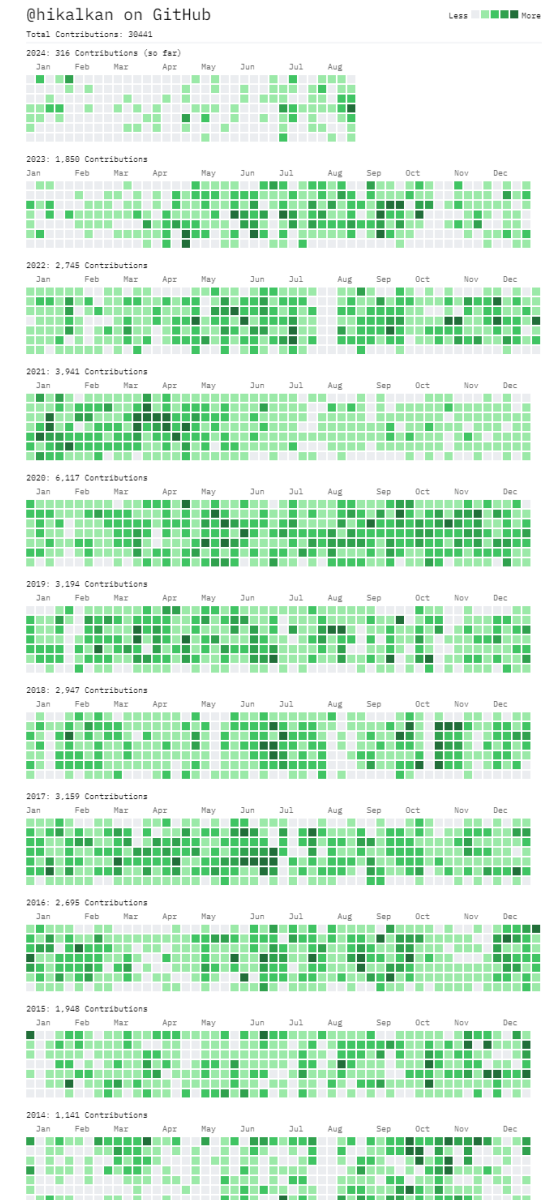 @hikalkan on GitHub
Less More
Total Contributions: 30441
2024: 316 Contributions (so far)
Jan Feb Mar Apr May Jun Jul Aug
2023: 1,850 Contributions
Jan Feb Mar Apr May Jun Jul Aug Sep Oct Nov Dec
2022: 2,745 Contributions
Jan Feb Mar Apr May Jun Jul Aug Sep Oct Nov Dec
2021: 3,941 Contributions
Jan Feb Mar Apr May Jun Jul Aug Sep Oct Nov Dec
2020: 6,117 Contributions
Jan Feb Mar Apr May Jun Jul Aug Sep Oct Nov Dec
2019: 3,194 Contributions
Jan Feb Mar Apr May Jun Jul Aug Sep Oct Nov Dec
2018: 2,947 Contributions
Jan Feb Mar Apr May Jun Jul Aug Sep Oct Nov Dec
2017: 3,159 Contributions
Jan Feb Mar Apr May Jun Jul Aug Sep Oct Nov Dec
2016: 2,695 Contributions
Jan Feb Mar Apr May Jun Jul Aug Sep Oct Nov Dec
2015: 1,948 Contributions
Jan Feb Mar Apr May Jun Jul Aug Sep Oct Nov Dec
2014: 1,141 Contributions
Jan Feb Mar Apr May Jun Jul Aug Sep Oct Nov Dec